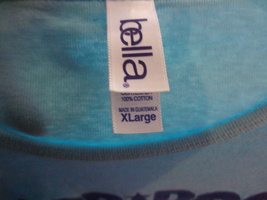 bella®
100% COTTON
MADE IN GUATEMALA
XLarge